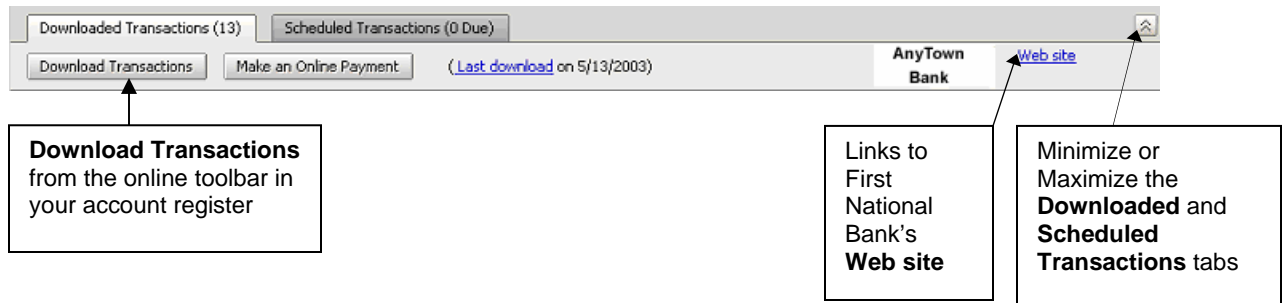 Downloaded Transactions (13) Scheduled Transactions (0 Due)
Download Transactions Make an Online Payment ( Last download on 5/13/2003) AnyTown Bank Web site
Download Transactions
from the online toolbar in
your account register
Links to
First
National
Bank's
Web site
Minimize or
Maximize the
Downloaded and
Scheduled
Transactions tabs